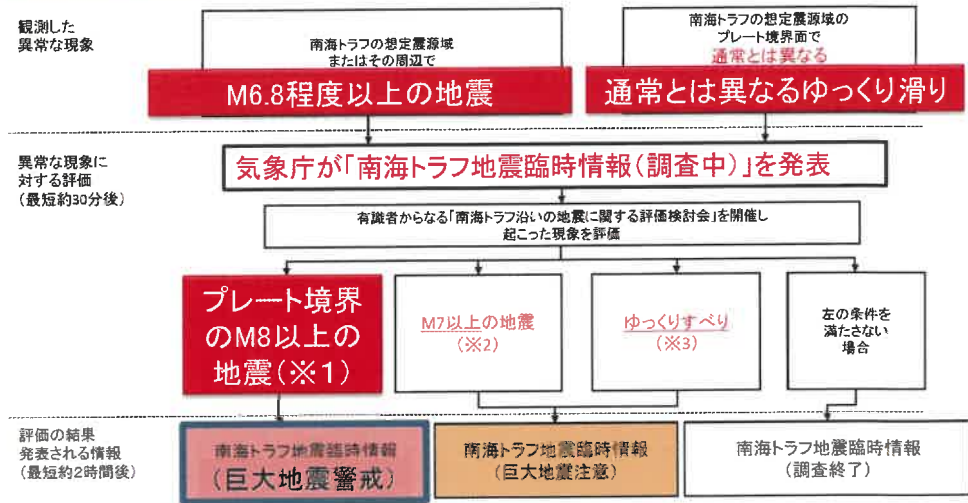 観測した
異常な現象
南海トラフの想定震源域
またはその周辺で
M6.8程度以上の地震
南海トラフの想定震源域の
プレート境界面で
通常とは異なる
通常とは異なるゆっくり滑り
異常な現象に
対する評価
(最短約30分後)
気象庁が「南海トラフ地震臨時情報(調査中)」を発表
有識者からなる「南海トラフ沿いの地震に関する評価検討会」を開催し
起こった現象を評価
プレート境界
のM8以上の
地震(※1)
M7以上の地震
(※2)
ゆっくりすべり
(※3)
左の条件を
満たさない
場合
評価の結果
発表される情報
(最短約2時間後)
南海トラフ地震臨時情報
(巨大地震警戒)
南海トラフ地震臨時情報
(巨大地震注意)
南海トラフ地震臨時情報
(調査終了)